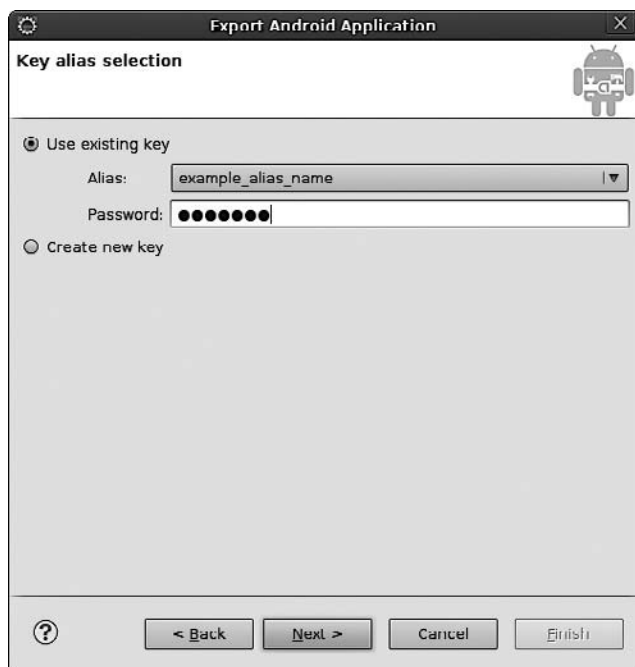 Export Android Application
Key alias selection
Use existing key
Alias: example_alias_name
Password: ●●●●●●●
Create new key
< Back Next > Cancel Finish